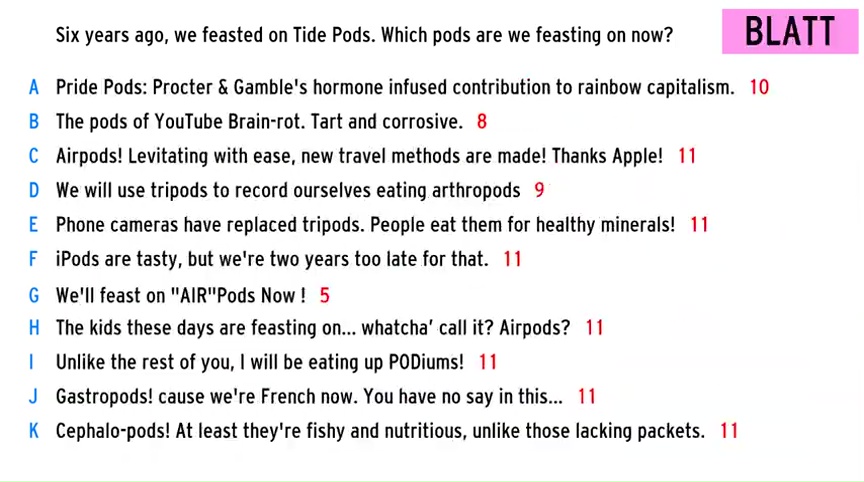 Six years ago, we feasted on Tide Pods. Which pods are we feasting on now?
BLATT
A Pride Pods: Procter & Gamble's hormone infused contribution to rainbow capitalism. 10
B The pods of YouTube Brain-rot. Tart and corrosive. 8
C Airpods! Levitating with ease, new travel methods are made! Thanks Apple! 11
D We will use tripods to record ourselves eating arthropods 9
E Phone cameras have replaced tripods. People eat them for healthy minerals! 11
F iPods are tasty, but we're two years too late for that. 11
G We'll feast on "AIR"Pods Now ! 5
H The kids these days are feasting on... whatcha’ call it? Airpods? 11
I Unlike the rest of you, I will be eating up PODiums! 11
J Gastropods! cause we're French now. You have no say in this... 11
K Cephalo-pods! At least they're fishy and nutritious, unlike those lacking packets. 11